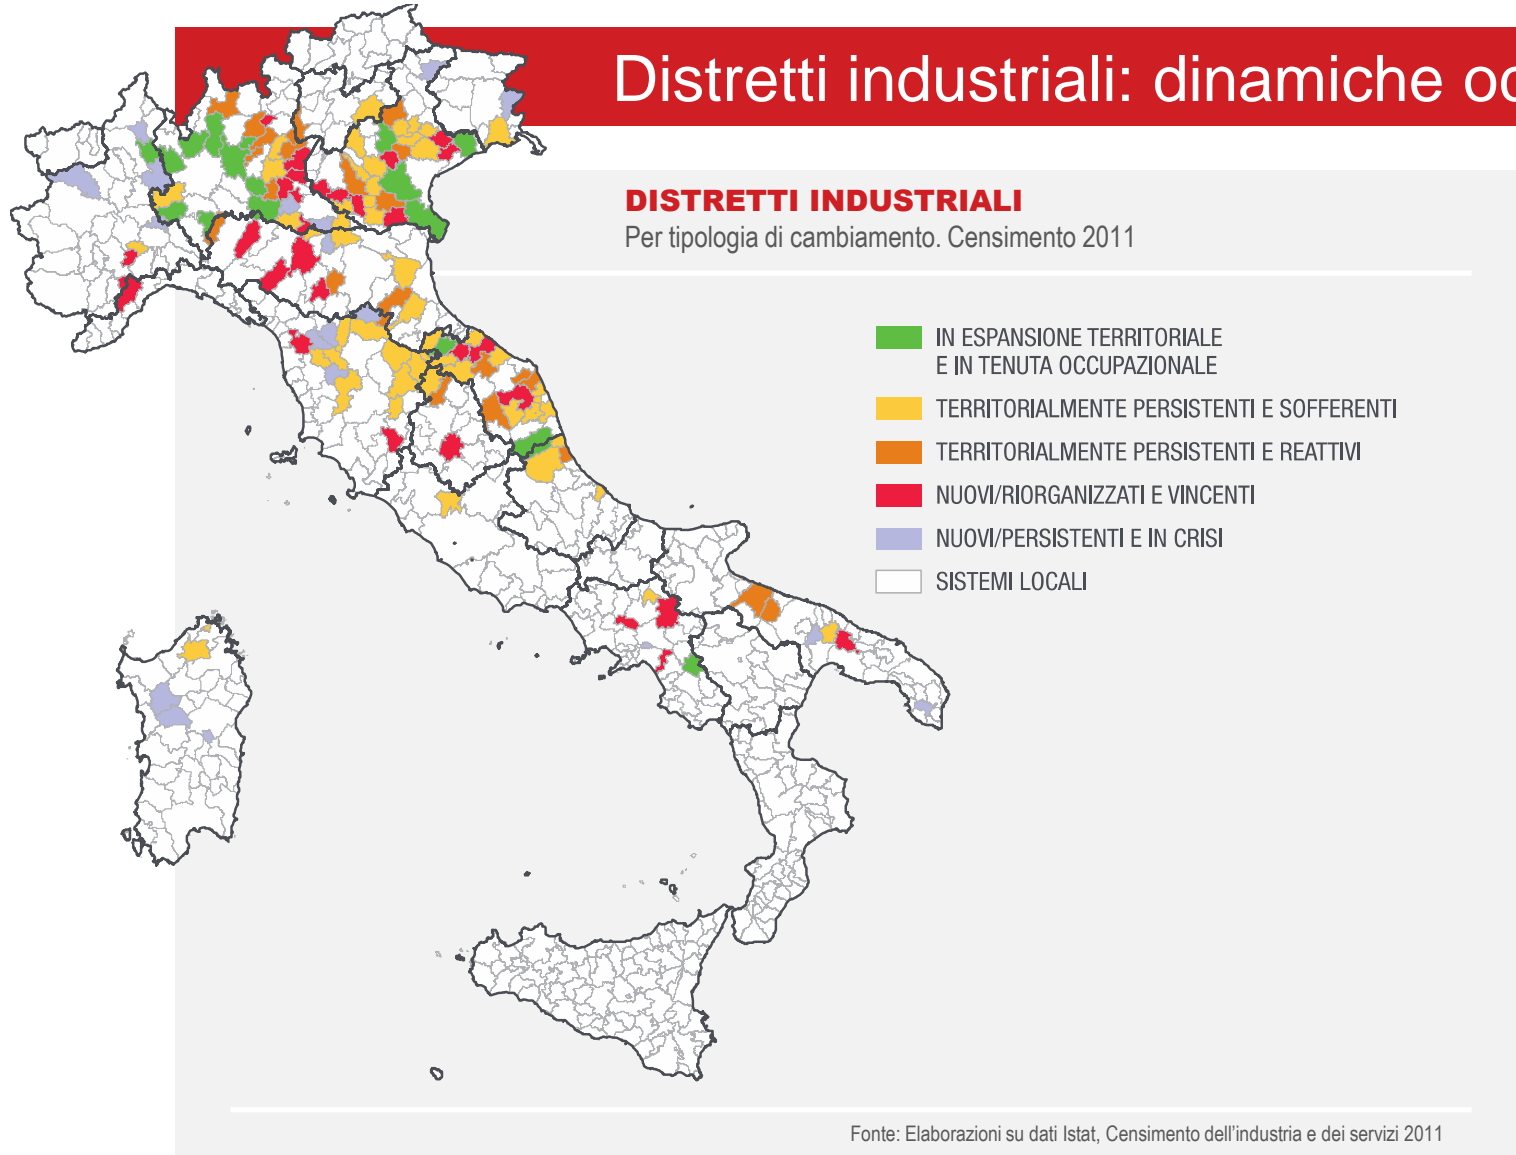 Distretti industriali: dinamiche oc
DISTRETTI INDUSTRIALI
Per tipologia di cambiamento. Censimento 2011
IN ESPANSIONE TERRITORIALE
E IN TENUTA OCCUPAZIONALE
TERRITORIALMENTE PERSISTENTI E SOFFERENTI
TERRITORIALMENTE PERSISTENTI E REATTIVI
NUOVI/RIORGANIZZATI E VINCENTI
NUOVI/PERSISTENTI E IN CRISI
SISTEMI LOCALI
Fonte: Elaborazioni su dati Istat, Censimento dell'industria e dei servizi 2011